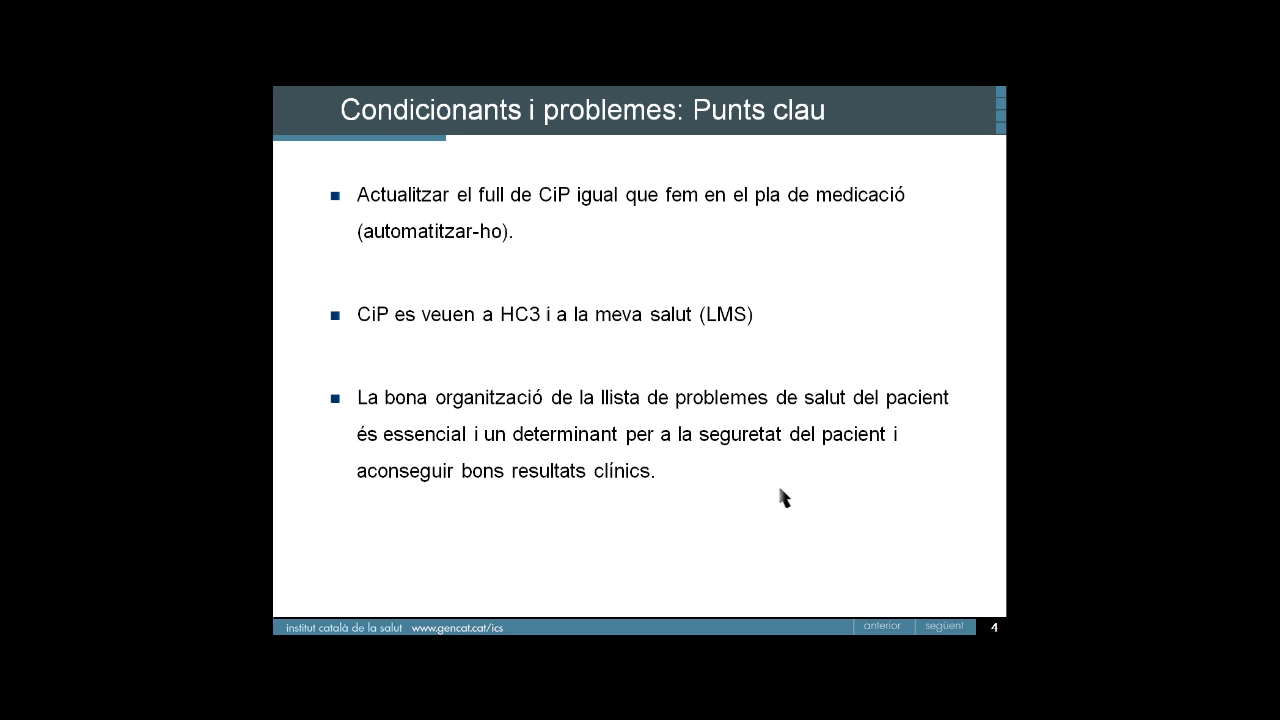 Condicionants i problemes: Punts clau
Actualitzar el full de CiP igual que fem en el pla de medicació
(automatitzar-ho).
CiP es veuen a HC3 i a la meva salut (LMS)
La bona organització de la llista de problemes de salut del pacient
és essencial i un determinant per a la seguretat del pacient i
aconseguir bons resultats clínics.
institut català de la salut www.gencat.cat/ics anterior següent 4